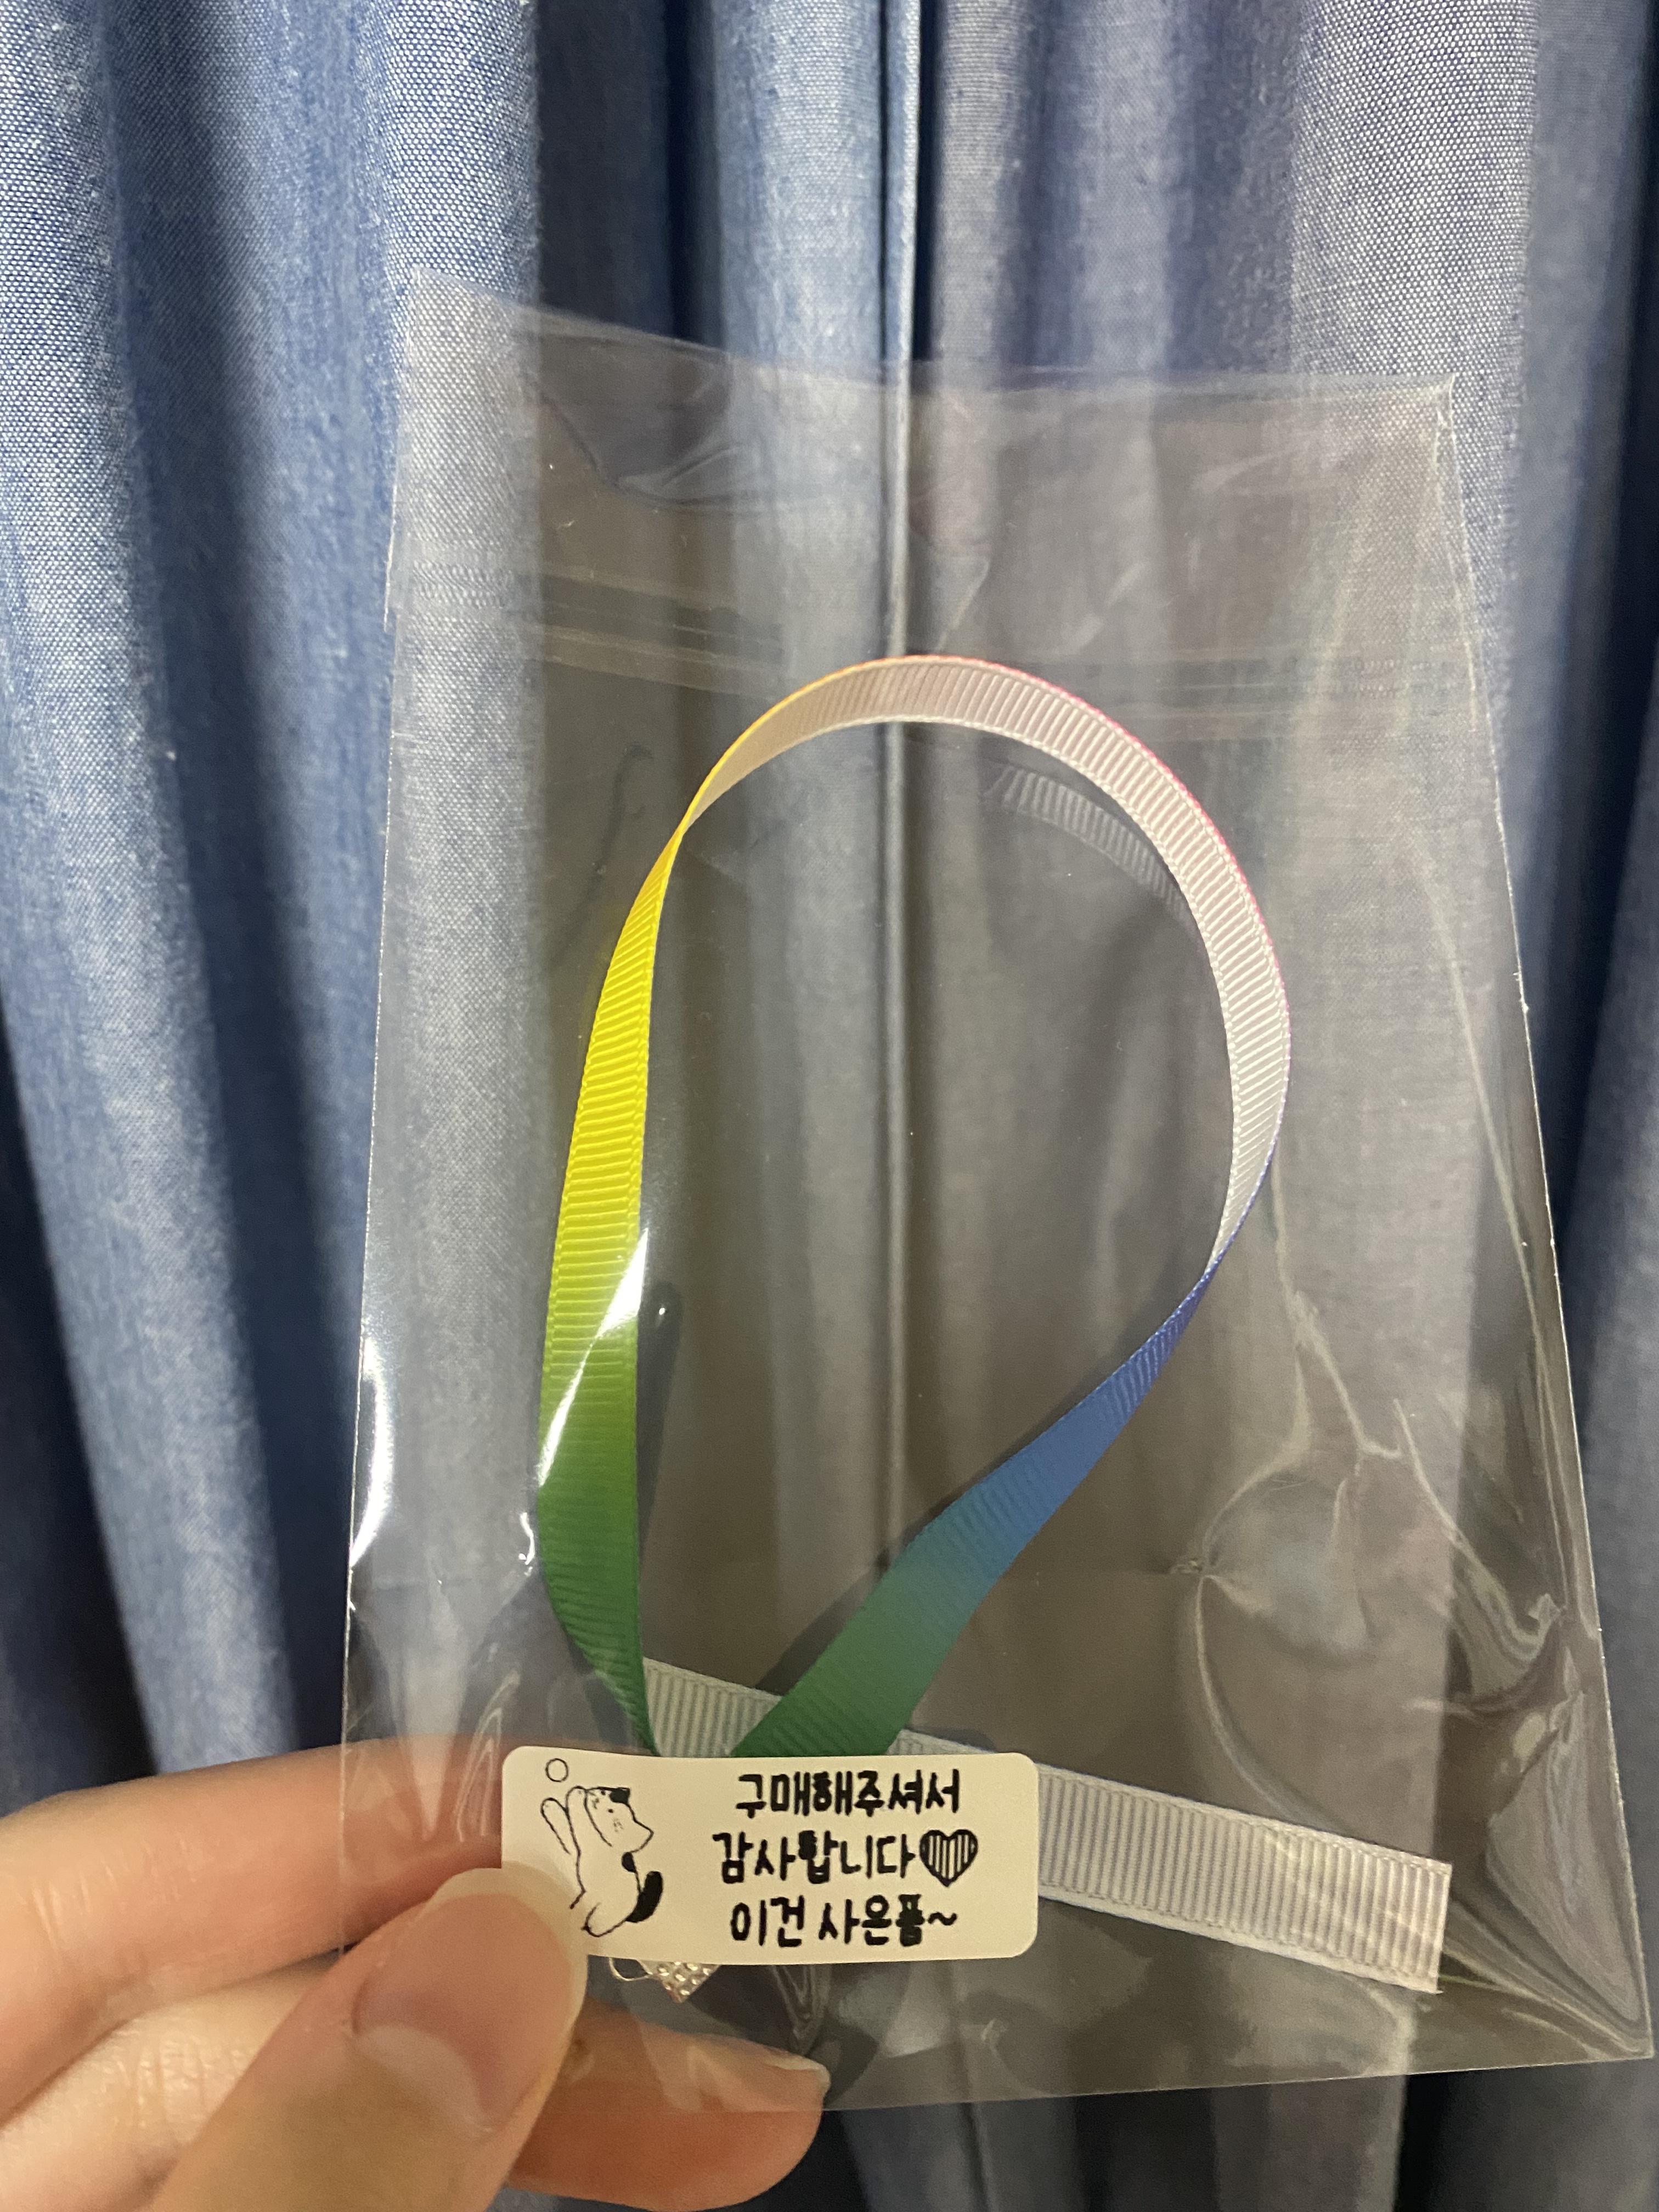 구매해주셔서
감사합니다♥
이건 사은품~